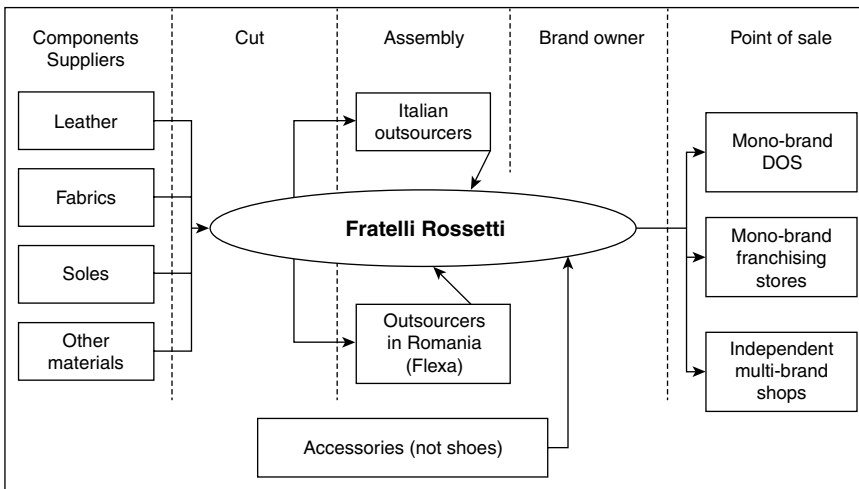 Components
Suppliers
Cut
Assembly
Brand owner
Point of sale
Leather
Fabrics
Soles
Other
materials
Italian
outsourcers
Fratelli Rossetti
Outsourcers
in Romania
(Flexa)
Accessories (not shoes)
Mono-brand
DOS
Mono-brand
franchising
stores
Independent
multi-brand
shops